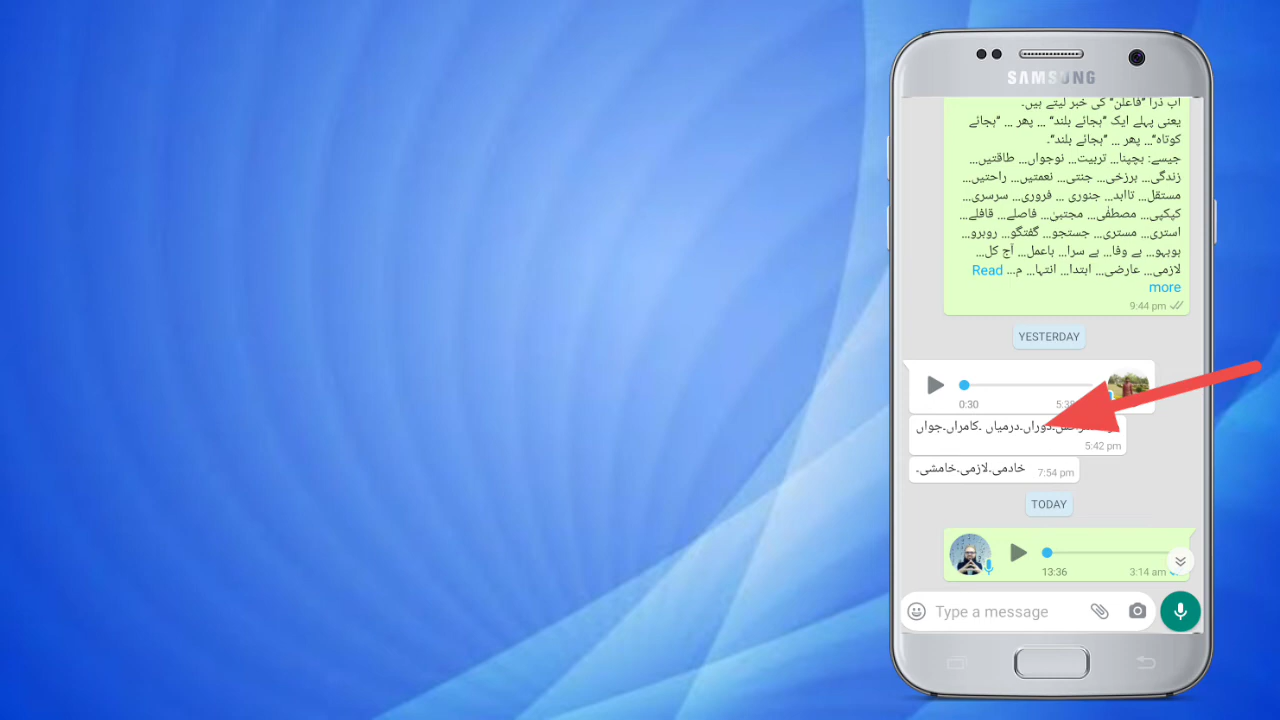 SAMSUNG
اب ذرا ”فاعلن“ کی خبر لیتے ہیں۔
یعنی پہلے ایک ”ہجائے بلند“ ... پھر ... ”ہجائے
کوتاہ“... پھر ... ”ہجائے بلند“۔
جیسے: بچپنا... تربیت... نوجواں... طاقتیں...
زندگی... برزخی... جنتی... نعمتیں... راحتیں...
مستقل... تاابد... جنوری ... فروری... سرسری...
کپکپی... مصطفٰی... مجتبیٰ... فاصلے... قافلے...
استری... مستری... جستجو... گفتگو... روبرو...
ہوبہو... بے وفا... بے سرا... باعمل... آج کل...
لازمی... عارضی... ابتدا... انتہا... م... Read
more
9:44 pm
YESTERDAY
0:30
دوراں۔درمیاں ۔کامراں۔جواں
5:42 pm
خادمی۔لازمی۔خامشی۔ 7:54 pm
TODAY
13:36 3:14 am
Type a message